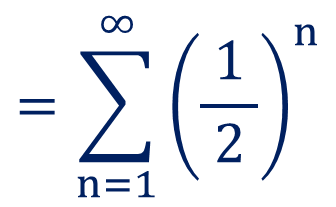 = ∑_{n=1}^{∞} (1/2)^n